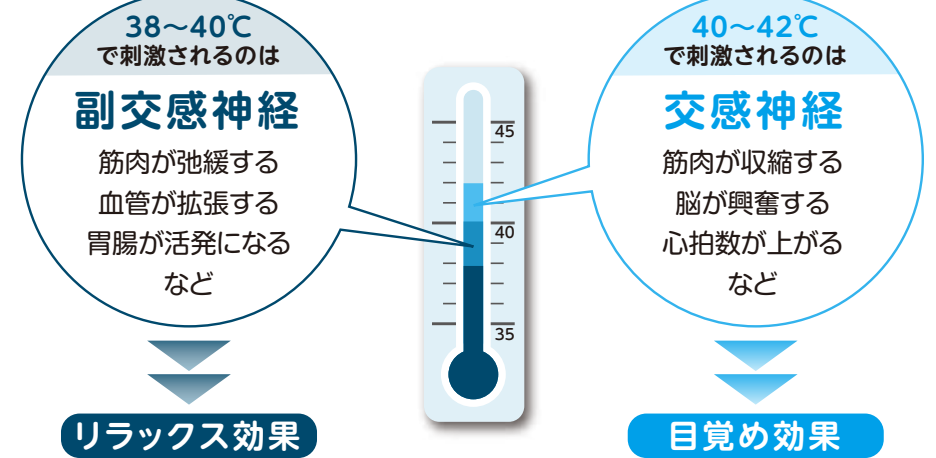 38〜40℃
で刺激されるのは
副交感神経
筋肉が弛緩する
血管が拡張する
胃腸が活発になる
など
リラックス効果
45
40
35
40〜42℃
で刺激されるのは
交感神経
筋肉が収縮する
脳が興奮する
心拍数が上がる
など
目覚め効果